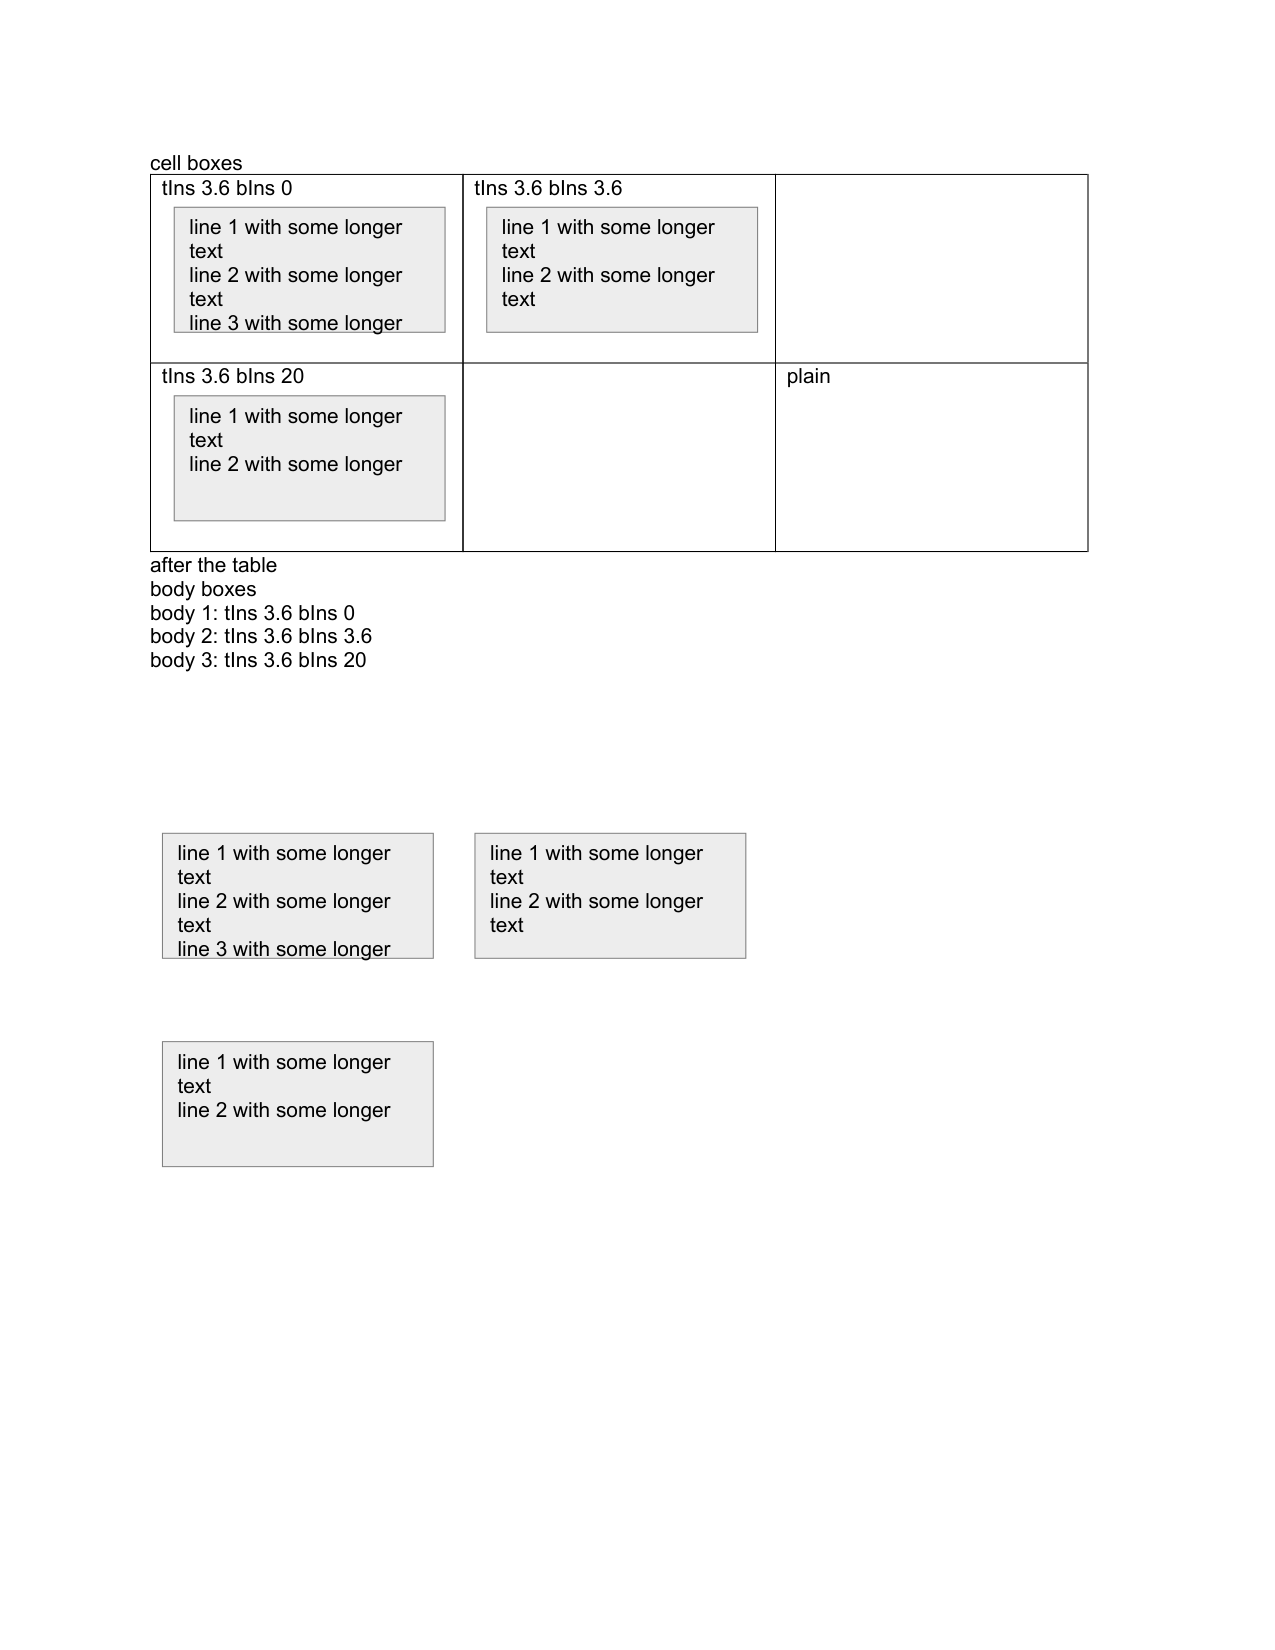 cell boxes
tIns 3.6 bIns 0
line 1 with some longer
text
line 2 with some longer
text
line 3 with some longer
tIns 3.6 bIns 3.6
line 1 with some longer
text
line 2 with some longer
text
tIns 3.6 bIns 20
line 1 with some longer
text
line 2 with some longer
plain
after the table
body boxes
body 1: tIns 3.6 bIns 0
body 2: tIns 3.6 bIns 3.6
body 3: tIns 3.6 bIns 20
line 1 with some longer
text
line 2 with some longer
text
line 3 with some longer
line 1 with some longer
text
line 2 with some longer
text
line 1 with some longer
text
line 2 with some longer